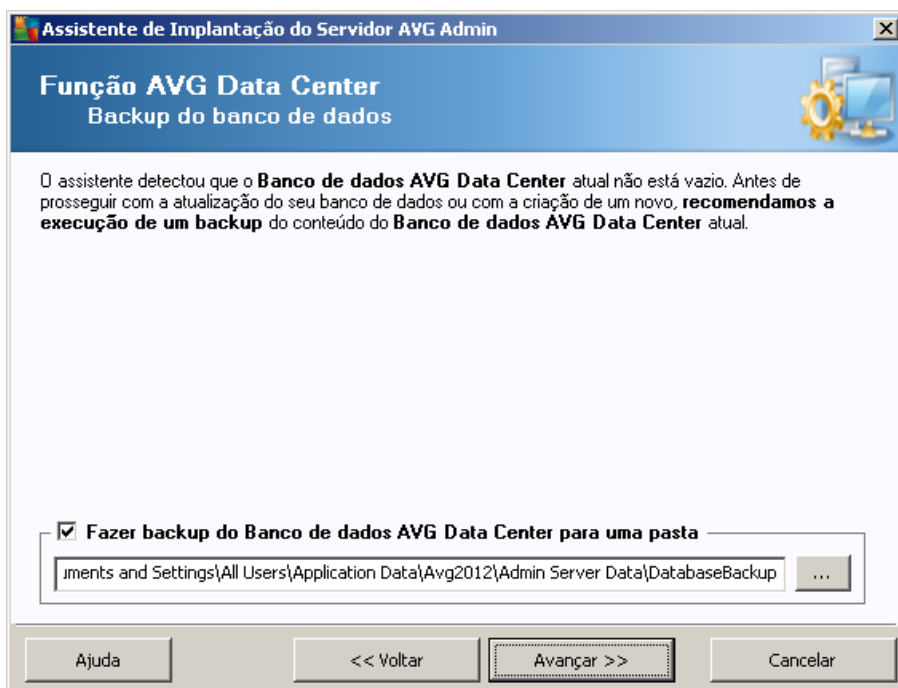 Assistente de Implantação do Servidor AVG Admin
Função AVG Data Center
Backup do banco de dados
O assistente detectou que o Banco de dados AVG Data Center atual não está vazio. Antes de
prosseguir com a atualização do seu banco de dados ou com a criação de um novo, recomendamos a
execução de um backup do conteúdo do Banco de dados AVG Data Center atual.
Fazer backup do Banco de dados AVG Data Center para uma pasta
uments and Settings\All Users\Application Data\Avg2012\Admin Server Data\DatabaseBackup
...
Ajuda
<< Voltar
Avançar >>
Cancelar